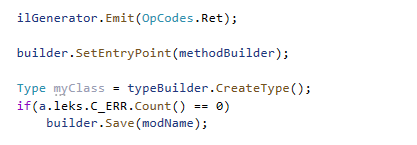 ilGenerator.Emit(OpCodes.Ret);
builder.SetEntryPoint(methodBuilder);
Type myClass = typeBuilder.CreateType();
if(a.leks.C_ERR.Count() == 0)
builder.Save(modName);